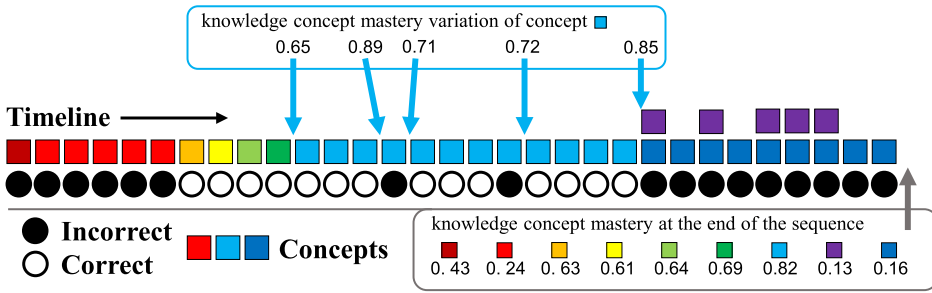 knowledge concept mastery variation of concept
0.65 0.89 0.71 0.72 0.85
Timeline
Incorrect
Correct
Concepts
knowledge concept mastery at the end of the sequence
0. 43 0. 24 0. 63 0.61 0. 64 0.69 0. 82 0.13 0.16